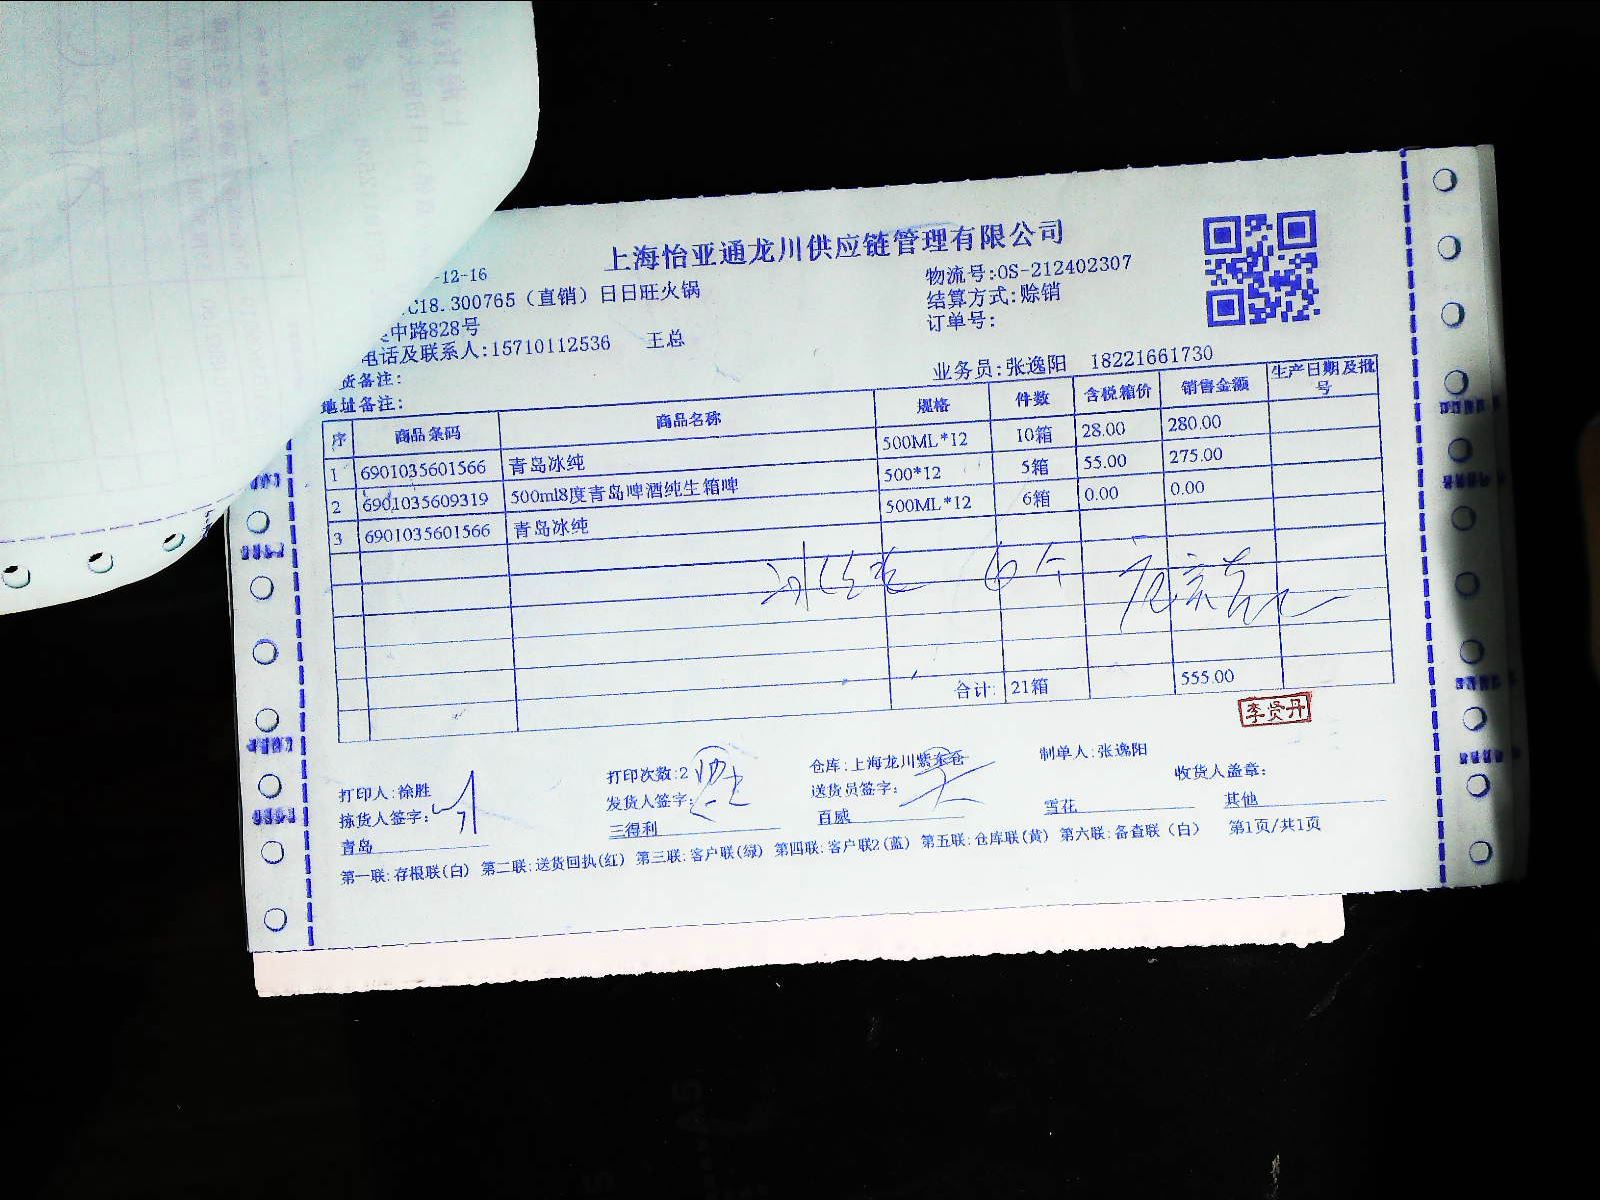 上海怡亚通龙川供应链管理有限公司
-12-16
物流号:OS-212402307
C18.300765（直销）日日旺火锅
结算方式:赊销
中路828号
订单号:
电话及联系人:15710112536 王总
业务员:张逸阳 18221661730
货备注:
地址备注:
序 商品条码 商品名称 规格 件数 含税箱价 销售金额 生产日期及批号
1 6901035601566 青岛冰纯 500ML*12 10箱 28.00 280.00
2 6901035609319 500ml8度青岛啤酒纯生箱啤 500*12 5箱 55.00 275.00
3 6901035601566 青岛冰纯 500ML*12 6箱 0.00 0.00
合计: 21箱 555.00
李贤丹
打印人:徐胜 打印次数:2 仓库:上海龙川紫东仓 制单人:张逸阳
拣货人签字: 发货人签字: 送货员签字: 收货人盖章:
青岛 三得利 百威 雪花 其他
第一联:存根联(白) 第二联:送货回执(红) 第三联:客户联(绿) 第四联:客户联2(蓝) 第五联:仓库联(黄) 第六联:备查联(白) 第1页/共1页